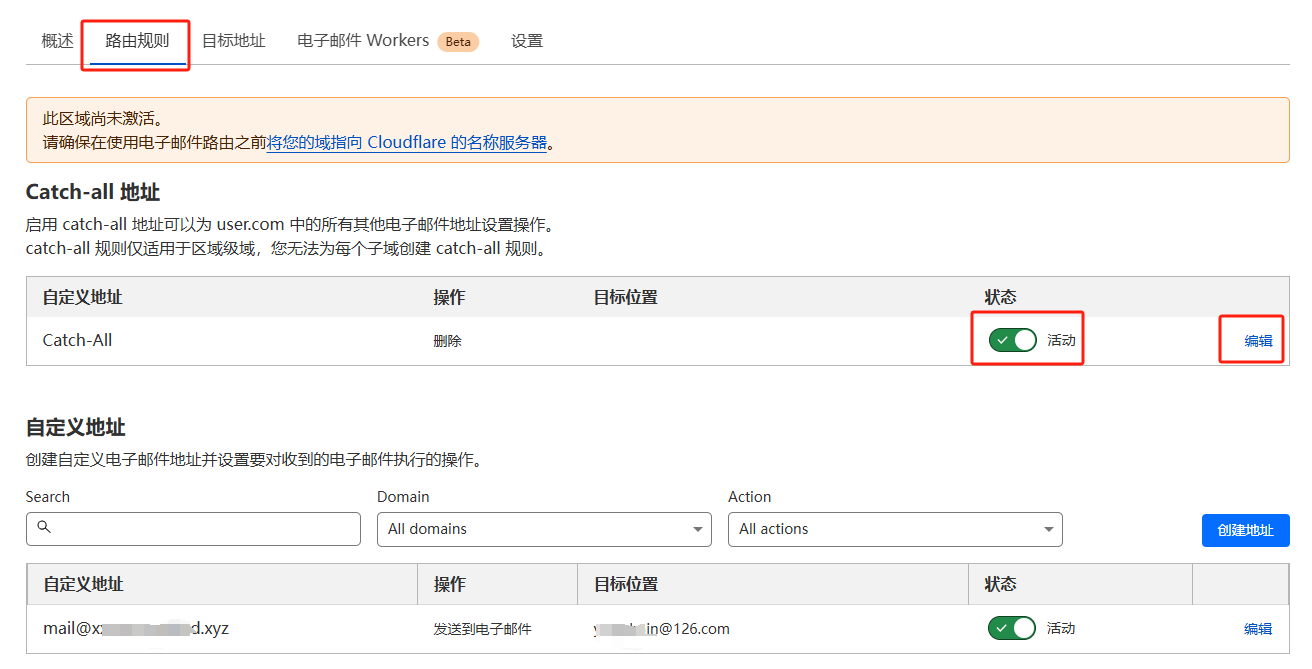 概述 路由规则 目标地址 电子邮件 Workers Beta 设置
此区域尚未激活。
请确保在使用电子邮件路由之前将您的域指向 Cloudflare 的名称服务器。
Catch-all 地址
启用 catch-all 地址可以为 user.com 中的所有其他电子邮件地址设置操作。
catch-all 规则仅适用于区域级域，您无法为每个子域创建 catch-all 规则。
自定义地址 操作 目标位置 状态
Catch-All 删除 活动 编辑
自定义地址
创建自定义电子邮件地址并设置要对收到的电子邮件执行的操作。
Search Domain Action
All domains All actions 创建地址
自定义地址 操作 目标位置 状态
发送到电子邮件 活动 编辑